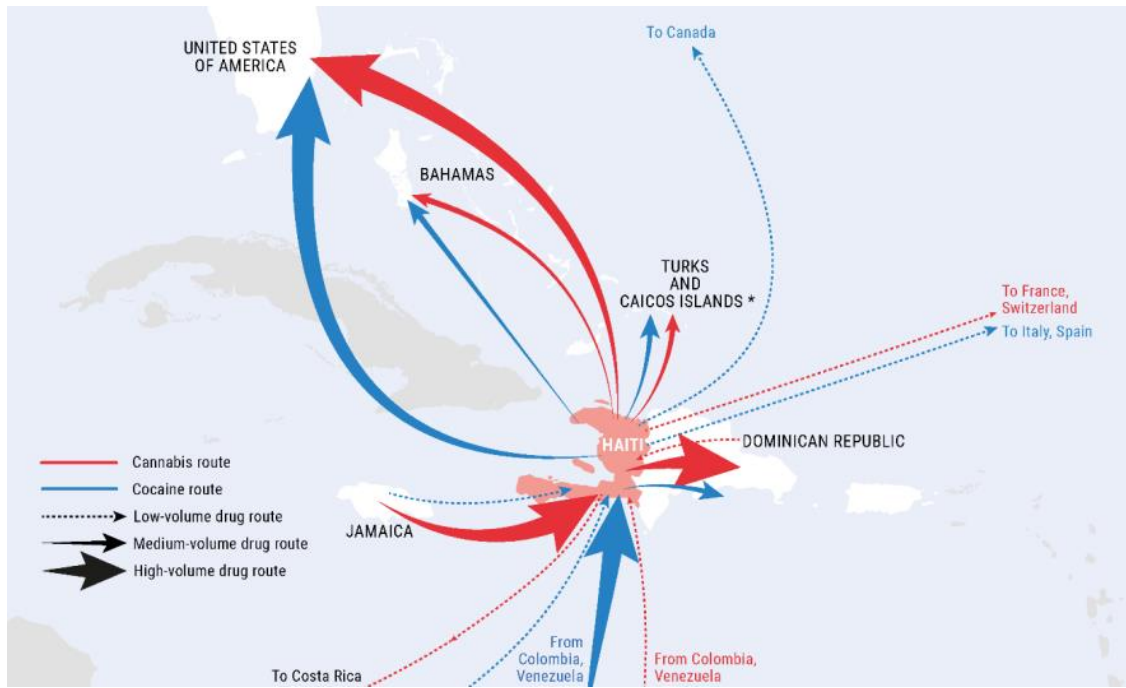 To Canada
UNITED STATES
OF AMERICA
BAHAMAS
TURKS
AND
CAICOS ISLANDS *
To France,
Switzerland
To Italy, Spain
HAITI
DOMINICAN REPUBLIC
Cannabis route
Cocaine route
Low-volume drug route
Medium-volume drug route
High-volume drug route
JAMAICA
To Costa Rica
From
Colombia,
Venezuela
From Colombia,
Venezuela